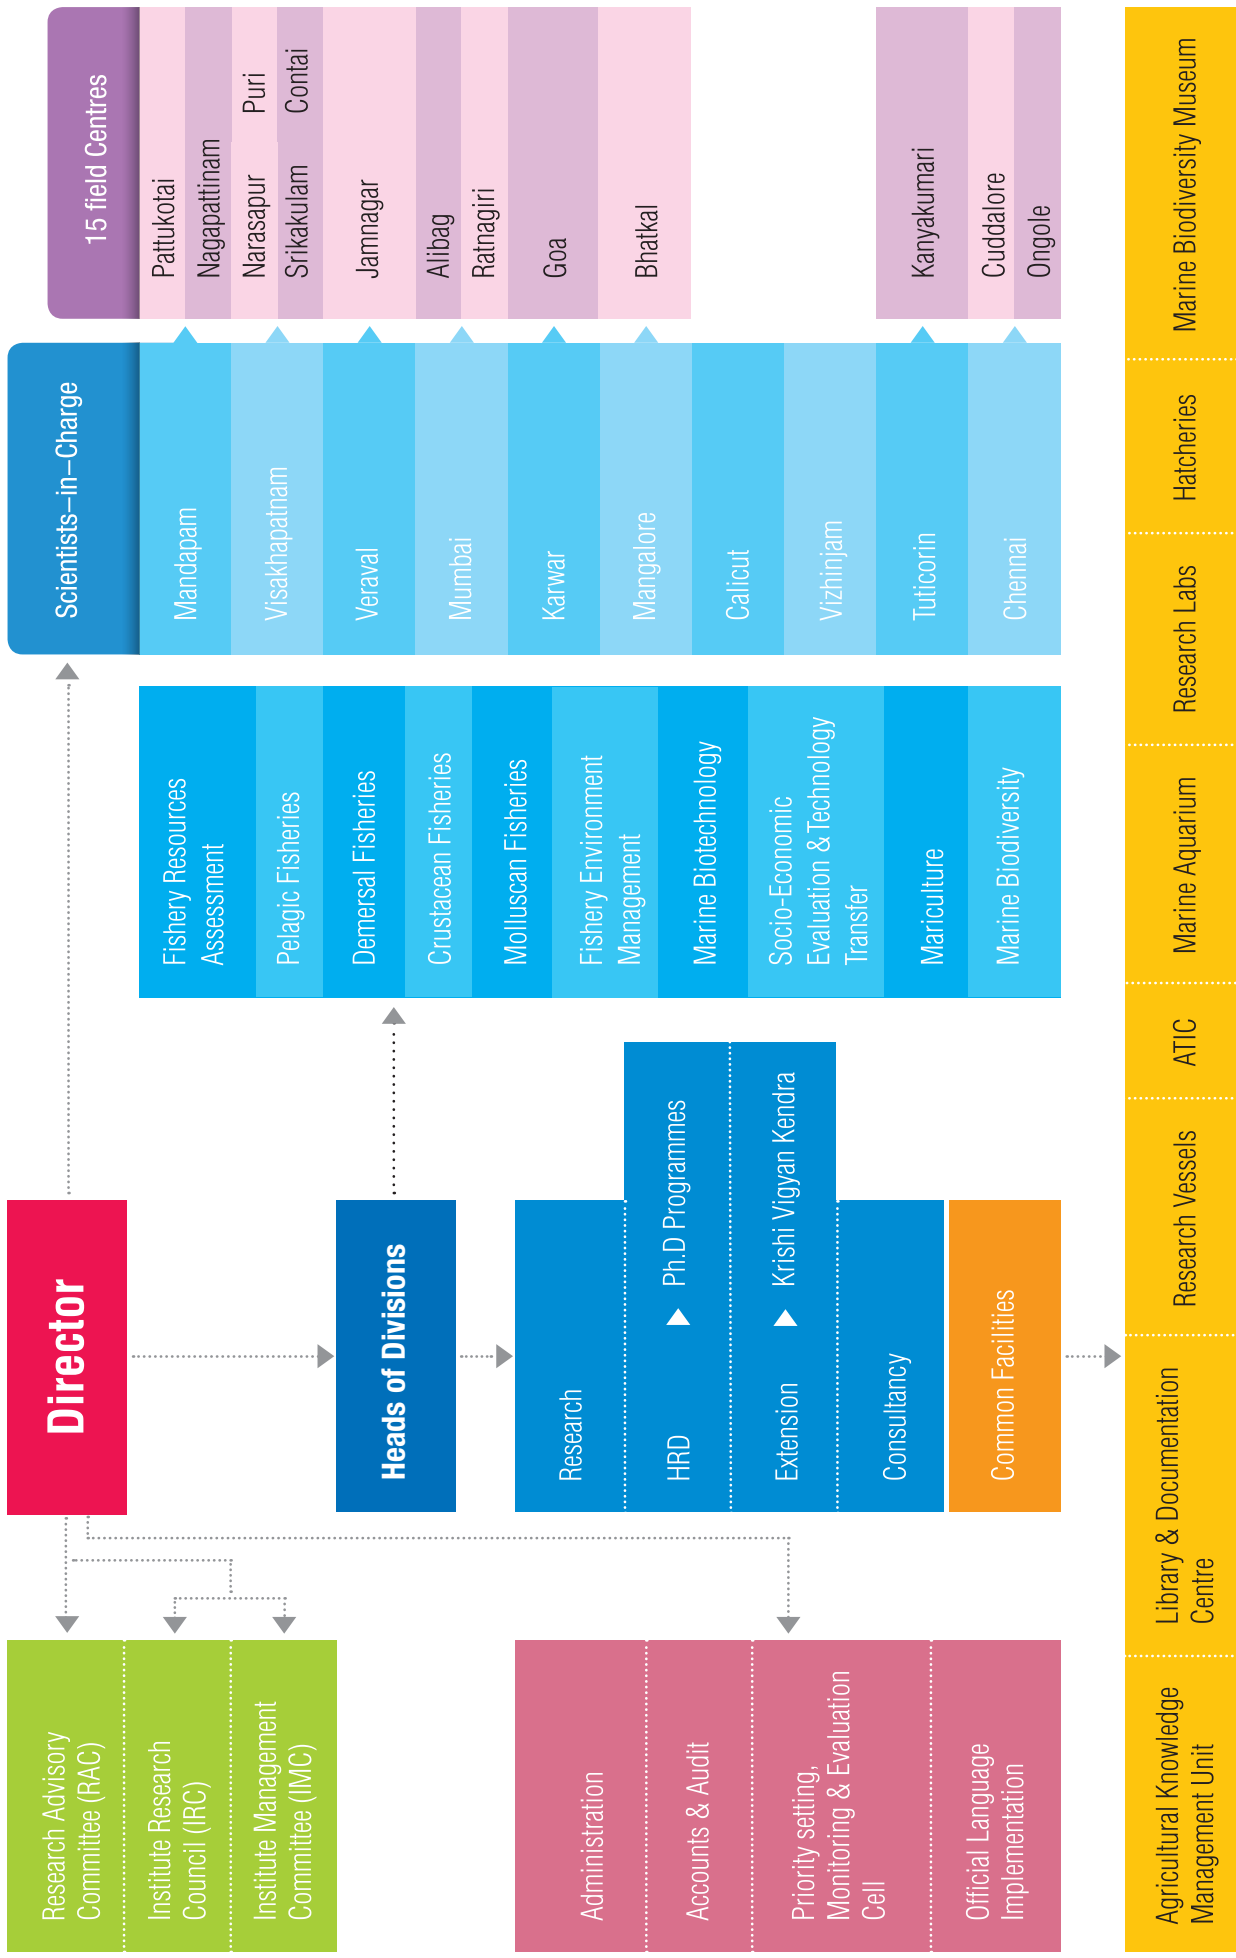 Director
Research Advisory
Committee (RAC)
Institute Research
Council (IRC)
Institute Management
Committee (IMC)
Administration
Accounts & Audit
Priority setting,
Monitoring & Evaluation
Cell
Official Language
Implementation
Heads of Divisions
Research
HRD
Ph.D Programmes
Extension
Krishi Vigyan Kendra
Consultancy
Common Facilities
Fishery Resources
Assessment
Pelagic Fisheries
Demersal Fisheries
Crustacean Fisheries
Molluscan Fisheries
Fishery Environment
Management
Marine Biotechnology
Socio-Economic
Evaluation & Technology
Transfer
Mariculture
Marine Biodiversity
Scientists–in–Charge
Mandapam
Visakhapatnam
Veraval
Mumbai
Karwar
Mangalore
Calicut
Vizhinjam
Tuticorin
Chennai
15 field Centres
Pattukotai
Nagapattinam
Narasapur Puri
Srikakulam Contai
Jamnagar
Alibag
Ratnagiri
Goa
Bhatkal
Kanyakumari
Cuddalore
Ongole
Agricultural Knowledge
Management Unit
Library & Documentation
Centre
Research Vessels
ATIC
Marine Aquarium
Research Labs
Hatcheries
Marine Biodiversity Museum